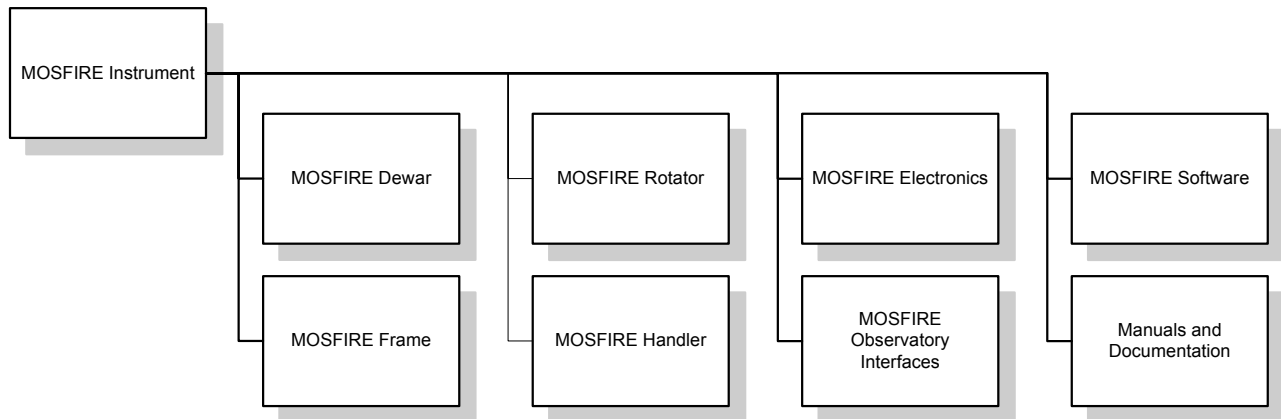 MOSFIRE Instrument
MOSFIRE Dewar
MOSFIRE Rotator
MOSFIRE Electronics
MOSFIRE Software
MOSFIRE Frame
MOSFIRE Handler
MOSFIRE
Observatory
Interfaces
Manuals and
Documentation